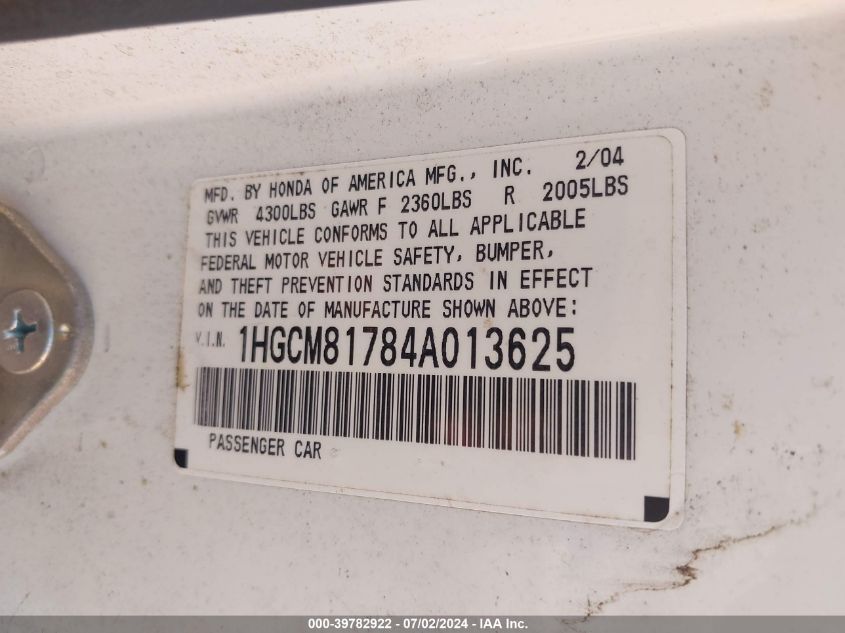 MFD. BY HONDA OF AMERICA MFG., INC. 2/04
GVWR 4300LBS GAWR F 2360LBS R 2005LBS
THIS VEHICLE CONFORMS TO ALL APPLICABLE
FEDERAL MOTOR VEHICLE SAFETY, BUMPER,
AND THEFT PREVENTION STANDARDS IN EFFECT
ON THE DATE OF MANUFACTURE SHOWN ABOVE:
V.I.N. 1HGCM81784A013625
PASSENGER CAR
000-39782922 - 07/02/2024 - IAA Inc.